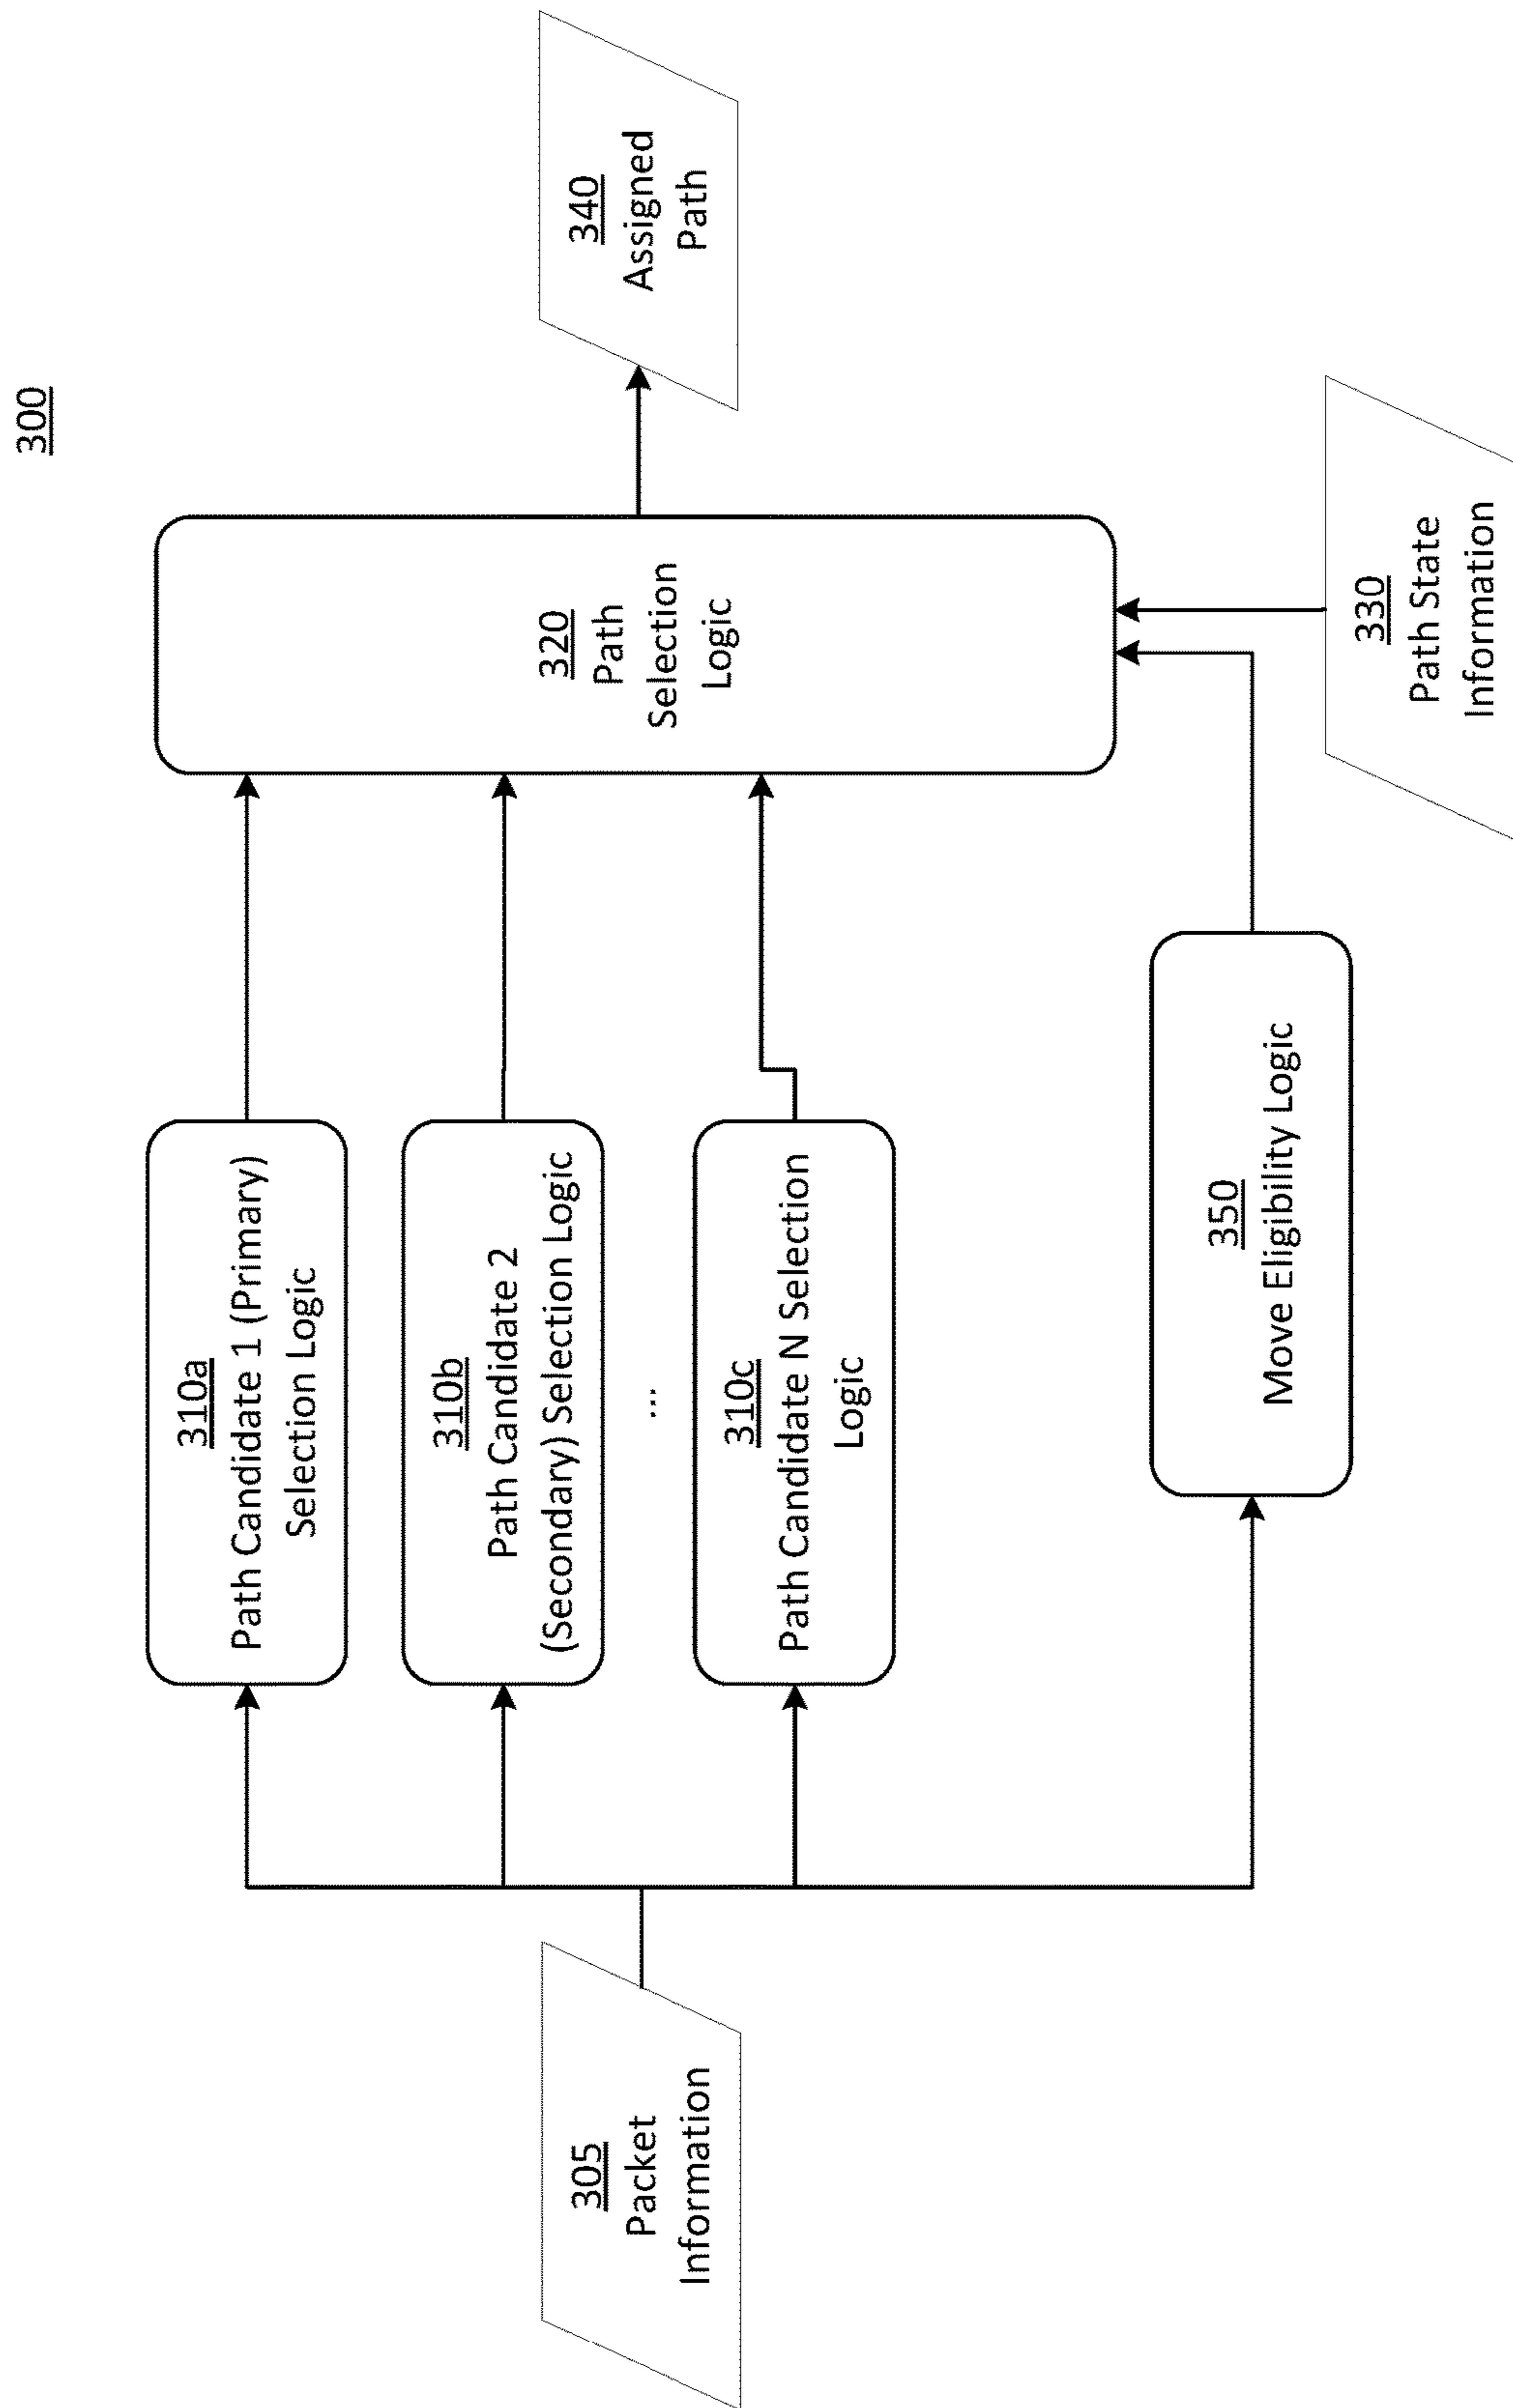 300
305
Packet
Information
310a
Path Candidate 1 (Primary)
Selection Logic
310b
Path Candidate 2
(Secondary) Selection Logic
...
310c
Path Candidate N Selection
Logic
350
Move Eligibility Logic
320
Path
Selection
Logic
330
Path State
Information
340
Assigned
Path